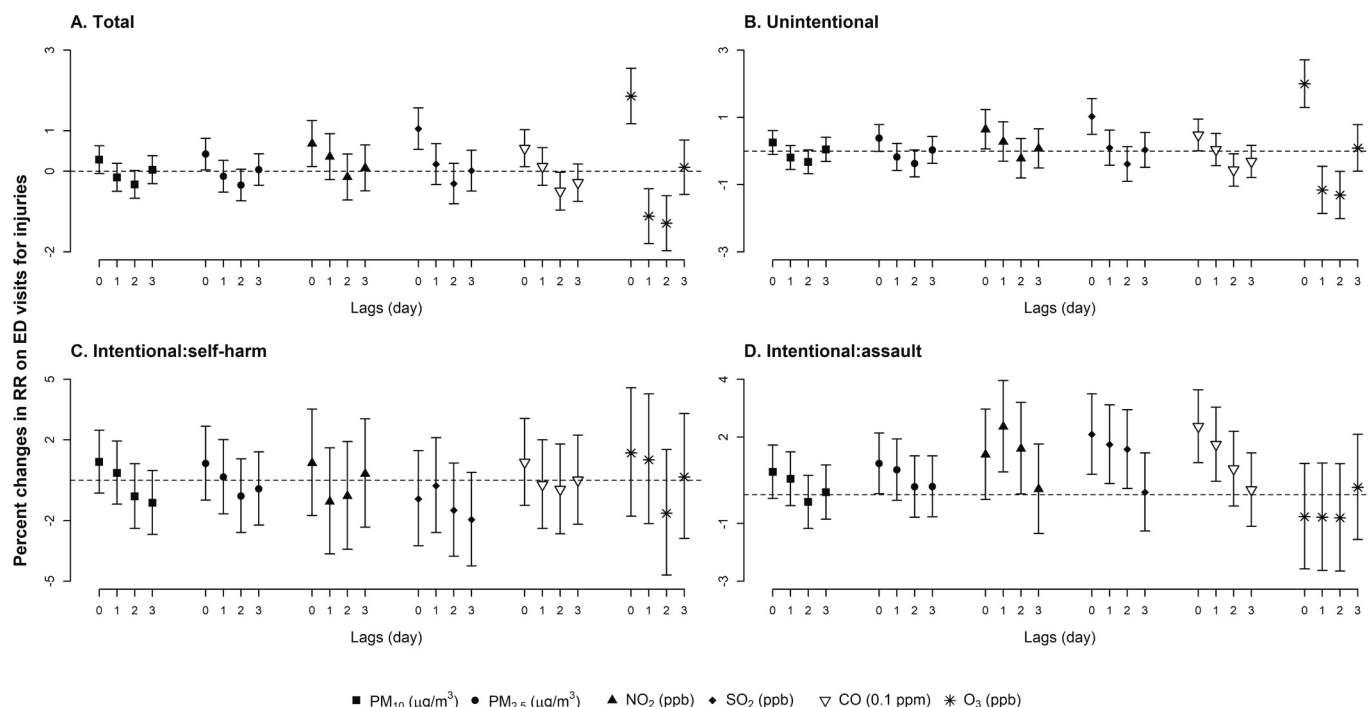 A. Total
B. Unintentional
Percent changes in RR on ED visits for injuries
3
1
0
-2
0 1 2 3 0 1 2 3 0 1 2 3 0 1 2 3 0 1 2 3 0 1 2 3
Lags (day)
3
1
-1
-3
0 1 2 3 0 1 2 3 0 1 2 3 0 1 2 3 0 1 2 3 0 1 2 3
Lags (day)
C. Intentional:self-harm
D. Intentional:assault
5
2
-2
-5
0 1 2 3 0 1 2 3 0 1 2 3 0 1 2 3 0 1 2 3 0 1 2 3
Lags (day)
4
2
-1
-3
0 1 2 3 0 1 2 3 0 1 2 3 0 1 2 3 0 1 2 3 0 1 2 3
Lags (day)
PM₁₀ (μg/m³) PM₂.₅ (μg/m³) NO₂ (ppb) SO₂ (ppb) CO (0.1 ppm) O₃ (ppb)